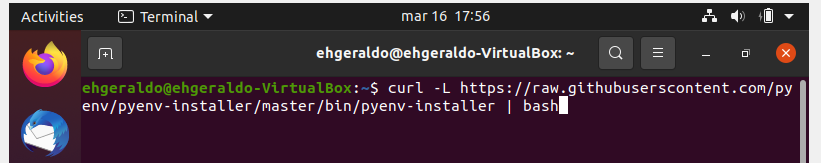 Activities Terminal mar 16 17:56
ehgeraldo@ehgeraldo-VirtualBox: ~
ehgeraldo@ehgeraldo-VirtualBox:~$ curl -L https://raw.githubuserscontent.com/py
env/pyenv-installer/master/bin/pyenv-installer | bash